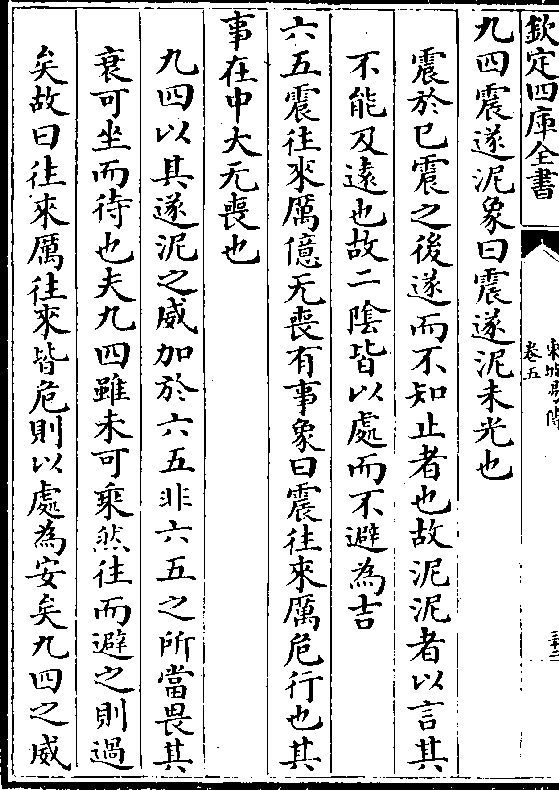 欽定四庫全書
卷五
九四震遂泥象曰震遂泥未光也
震於已震之後遂而不知止者也故泥泥者以言其
不能及遠也故二陰皆以處而不避為吉
六五震往來厲億无喪有事象曰震往來厲危行也其
事在中大无喪也
九四以其遂泥之威加於六五非六五之所當畏其
衰可坐而待也夫九四雖未可乘然往而避之則過
矣故曰往來厲往來皆危則以處為安矣九四之威